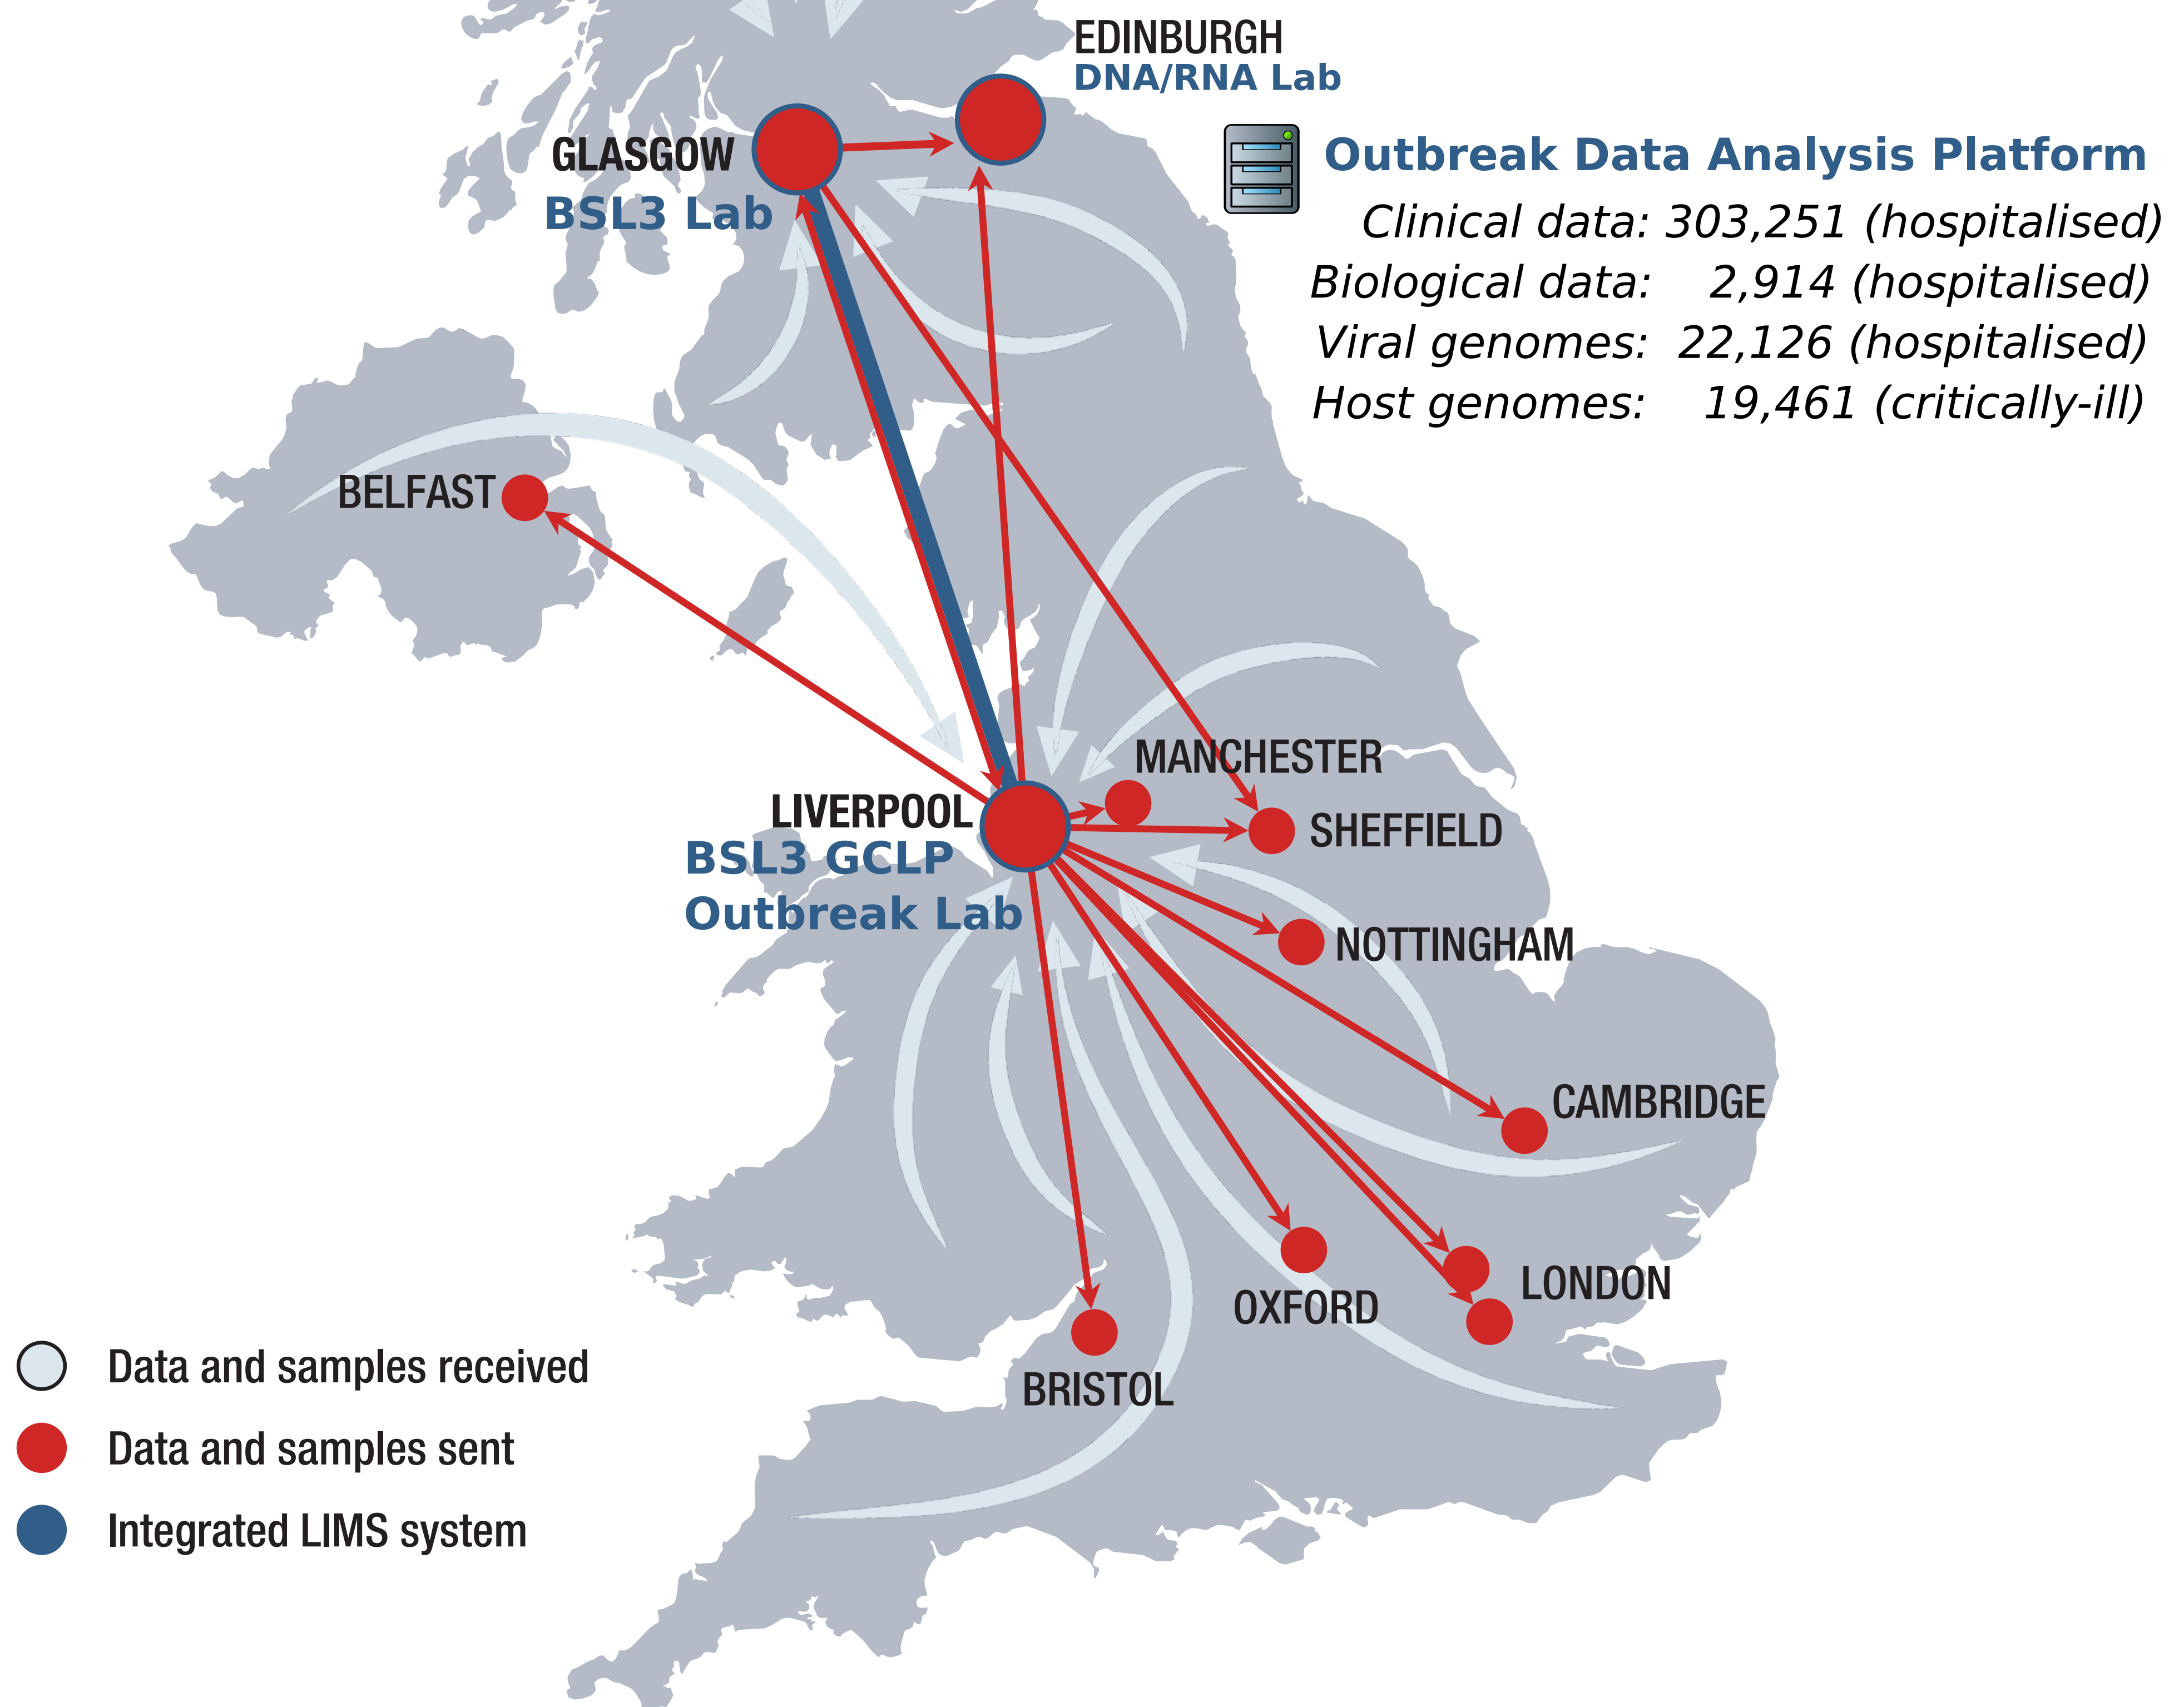 EDINBURGH
DNA/RNA Lab
GLASGOW
BSL3 Lab
Outbreak Data Analysis Platform
Clinical data: 303,251 (hospitalised)
Biological data: 2,914 (hospitalised)
Viral genomes: 22,126 (hospitalised)
Host genomes: 19,461 (critically-ill)
BELFAST
MANCHESTER
LIVERPOOL
BSL3 GCLP
Outbreak Lab
SHEFFIELD
NOTTINGHAM
CAMBRIDGE
LONDON
OXFORD
BRISTOL
Data and samples received
Data and samples sent
Integrated LIMS system